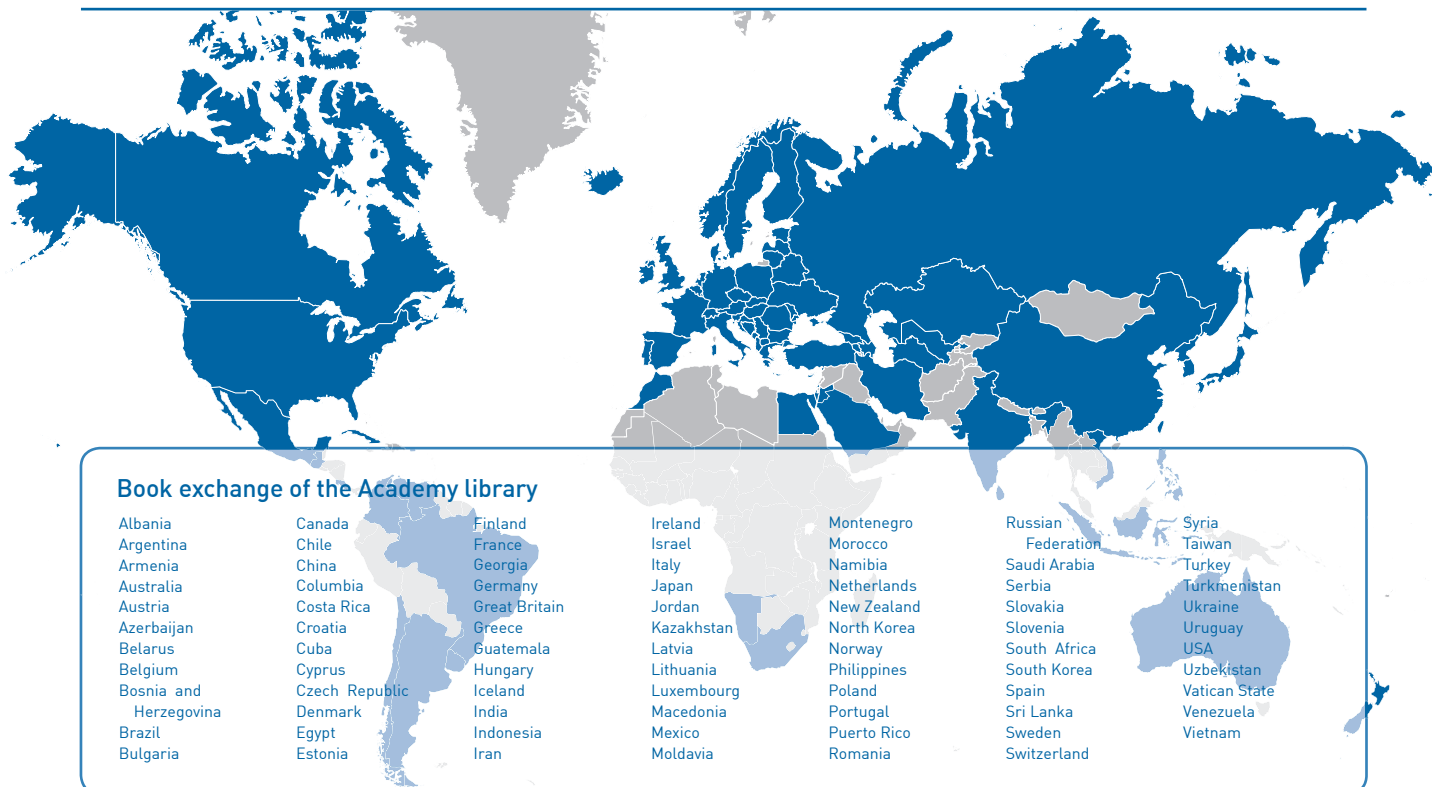 Book exchange of the Academy library
Albania
Argentina
Armenia
Australia
Austria
Azerbaijan
Belarus
Belgium
Bosnia and
Herzegovina
Brazil
Bulgaria
Canada
Chile
China
Columbia
Costa Rica
Croatia
Cuba
Cyprus
Czech Republic
Denmark
Egypt
Estonia
Finland
France
Georgia
Germany
Great Britain
Greece
Guatemala
Hungary
Iceland
India
Indonesia
Iran
Ireland
Israel
Italy
Japan
Jordan
Kazakhstan
Latvia
Lithuania
Luxembourg
Macedonia
Mexico
Moldavia
Montenegro
Morocco
Namibia
Netherlands
New Zealand
North Korea
Norway
Philippines
Poland
Portugal
Puerto Rico
Romania
Russian
Federation
Saudi Arabia
Serbia
Slovakia
Slovenia
South Africa
South Korea
Spain
Sri Lanka
Sweden
Switzerland
Syria
Taiwan
Turkey
Turkmenistan
Ukraine
Uruguay
USA
Uzbekistan
Vatican State
Venezuela
Vietnam